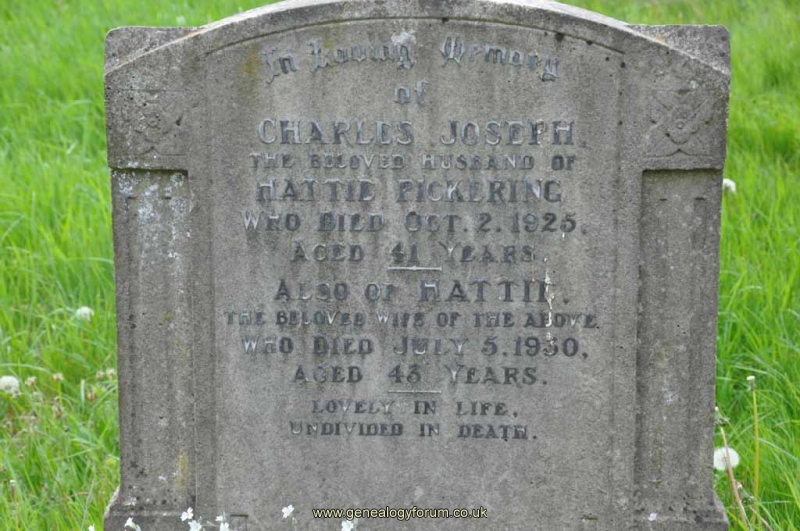 In Loving Memory
of
CHARLES JOSEPH,
THE BELOVED HUSBAND OF
HATTIE PICKERING
WHO DIED OCT. 2. 1925,
AGED 41 YEARS.
ALSO OF HATTIE,
THE BELOVED WIFE OF THE ABOVE
WHO DIED JULY 5. 1930,
AGED 43 YEARS.
LOVELY IN LIFE,
UNDIVIDED IN DEATH.
www.genealogyforum.co.uk